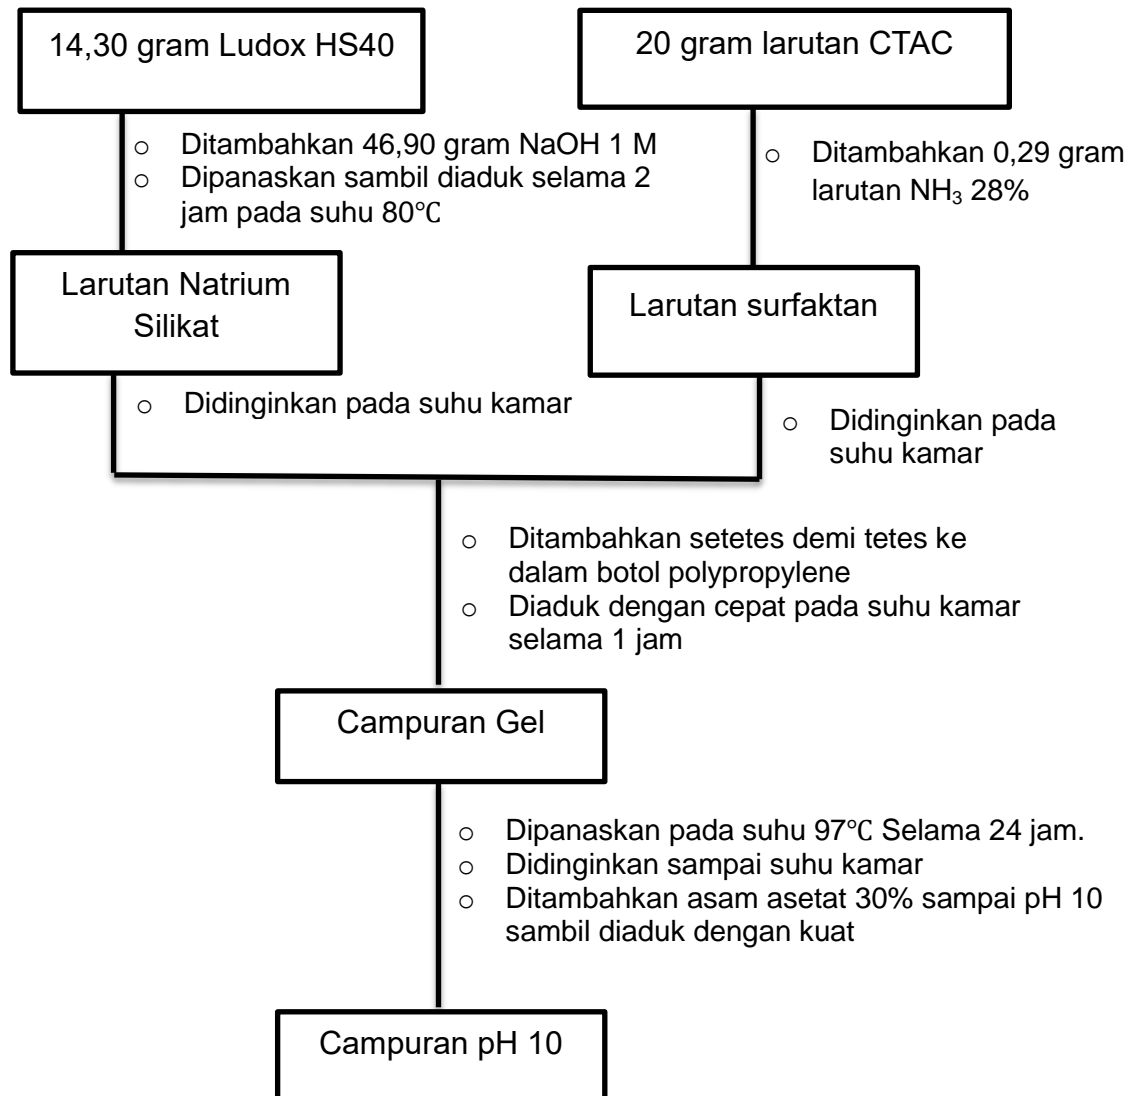 14,30 gram Ludox HS40
20 gram larutan CTAC
○ Ditambahkan 46,90 gram NaOH 1 M
○ Dipanaskan sambil diaduk selama 2
jam pada suhu 80℃
○ Ditambahkan 0,29 gram
larutan NH₃ 28%
Larutan Natrium
Silikat
Larutan surfaktan
○ Didinginkan pada suhu kamar
○ Didinginkan pada
suhu kamar
○ Ditambahkan setetes demi tetes ke
dalam botol polypropylene
○ Diaduk dengan cepat pada suhu kamar
selama 1 jam
Campuran Gel
○ Dipanaskan pada suhu 97℃ Selama 24 jam.
○ Didinginkan sampai suhu kamar
○ Ditambahkan asam asetat 30% sampai pH 10
sambil diaduk dengan kuat
Campuran pH 10